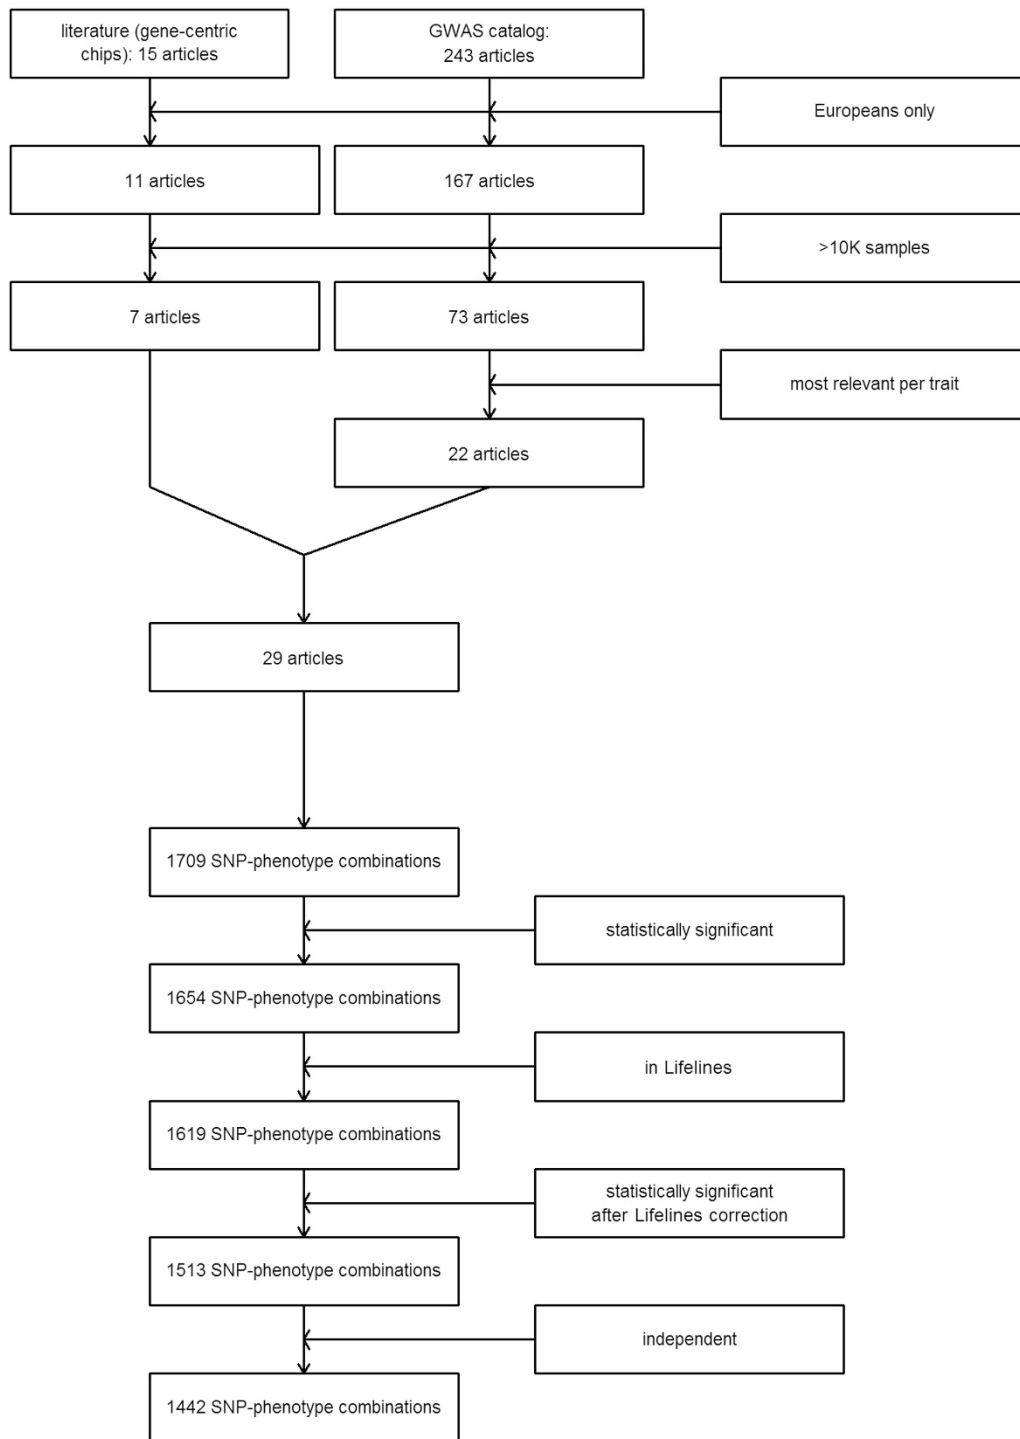 literature (gene-centric
chips): 15 articles
GWAS catalog:
243 articles
Europeans only
11 articles
167 articles
>10K samples
7 articles
73 articles
most relevant per trait
22 articles
29 articles
1709 SNP-phenotype combinations
statistically significant
1654 SNP-phenotype combinations
in Lifelines
1619 SNP-phenotype combinations
statistically significant
after Lifelines correction
1513 SNP-phenotype combinations
independent
1442 SNP-phenotype combinations